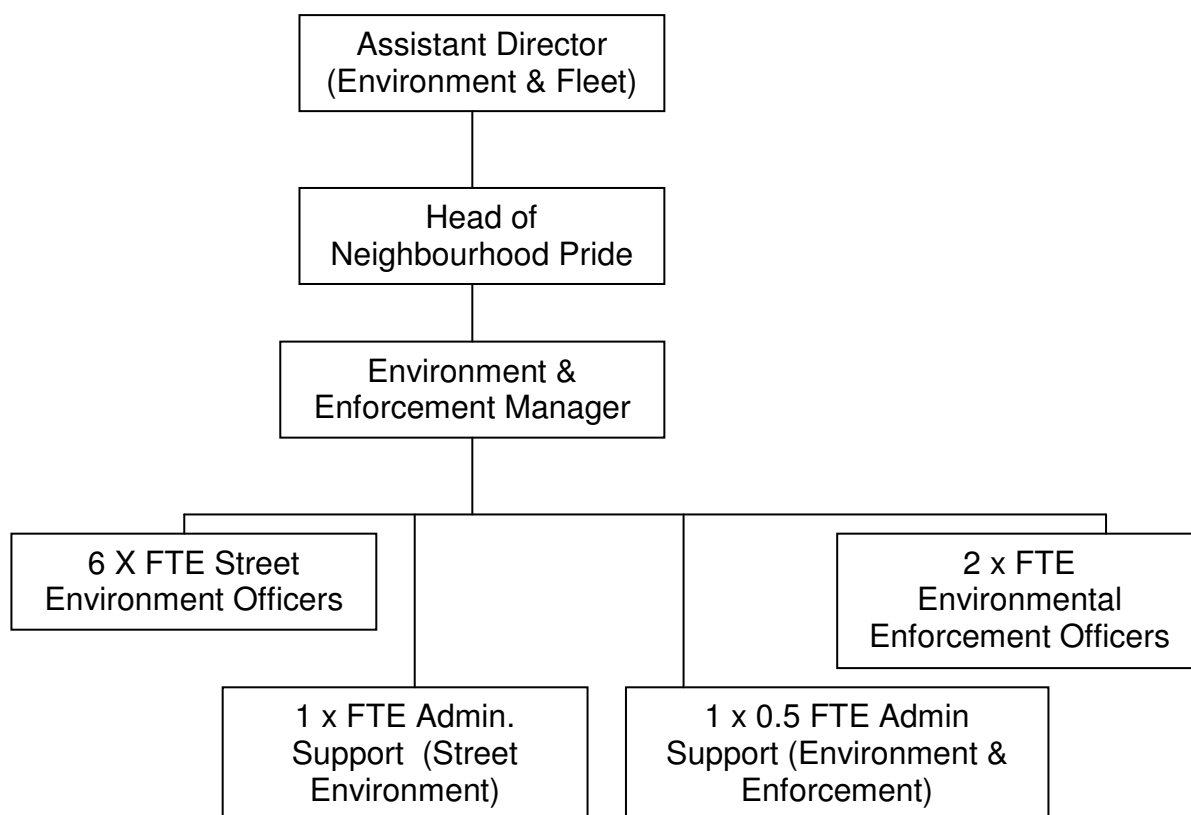 Assistant Director
(Environment & Fleet)
Head of
Neighbourhood Pride
Environment &
Enforcement Manager
6 X FTE Street
Environment Officers
2 x FTE
Environmental
Enforcement Officers
1 x FTE Admin.
Support (Street
Environment)
1 x 0.5 FTE Admin
Support (Environment &
Enforcement)